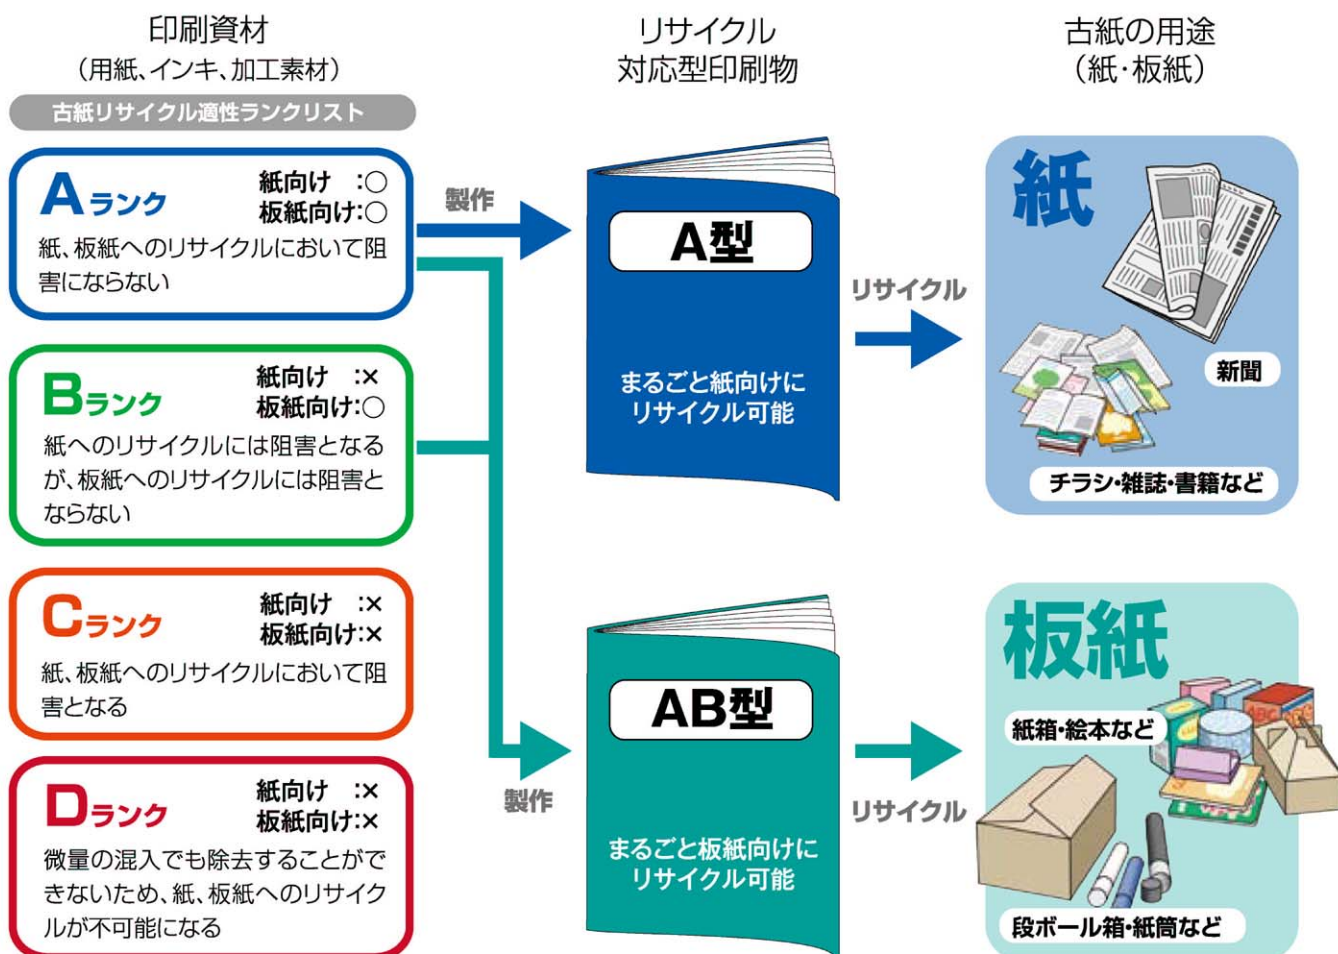 印刷資材
（用紙、インキ、加工素材）
古紙リサイクル適性ランクリスト
Aランク
紙向け　:○
板紙向け:○
紙、板紙へのリサイクルにおいて阻
害にならない
Bランク
紙向け　:×
板紙向け:○
紙へのリサイクルには阻害となる
が、板紙へのリサイクルには阻害と
ならない
Cランク
紙向け　:×
板紙向け:×
紙、板紙へのリサイクルにおいて阻
害となる
Dランク
紙向け　:×
板紙向け:×
微量の混入でも除去することがで
きないため、紙、板紙へのリサイク
ルが不可能になる
製作
製作
リサイクル
対応型印刷物
A型
まるごと紙向けに
リサイクル可能
AB型
まるごと板紙向けに
リサイクル可能
リサイクル
リサイクル
古紙の用途
（紙・板紙）
紙
新聞
チラシ・雑誌・書籍など
板紙
紙箱・絵本など
ABC
段ボール箱・紙筒など